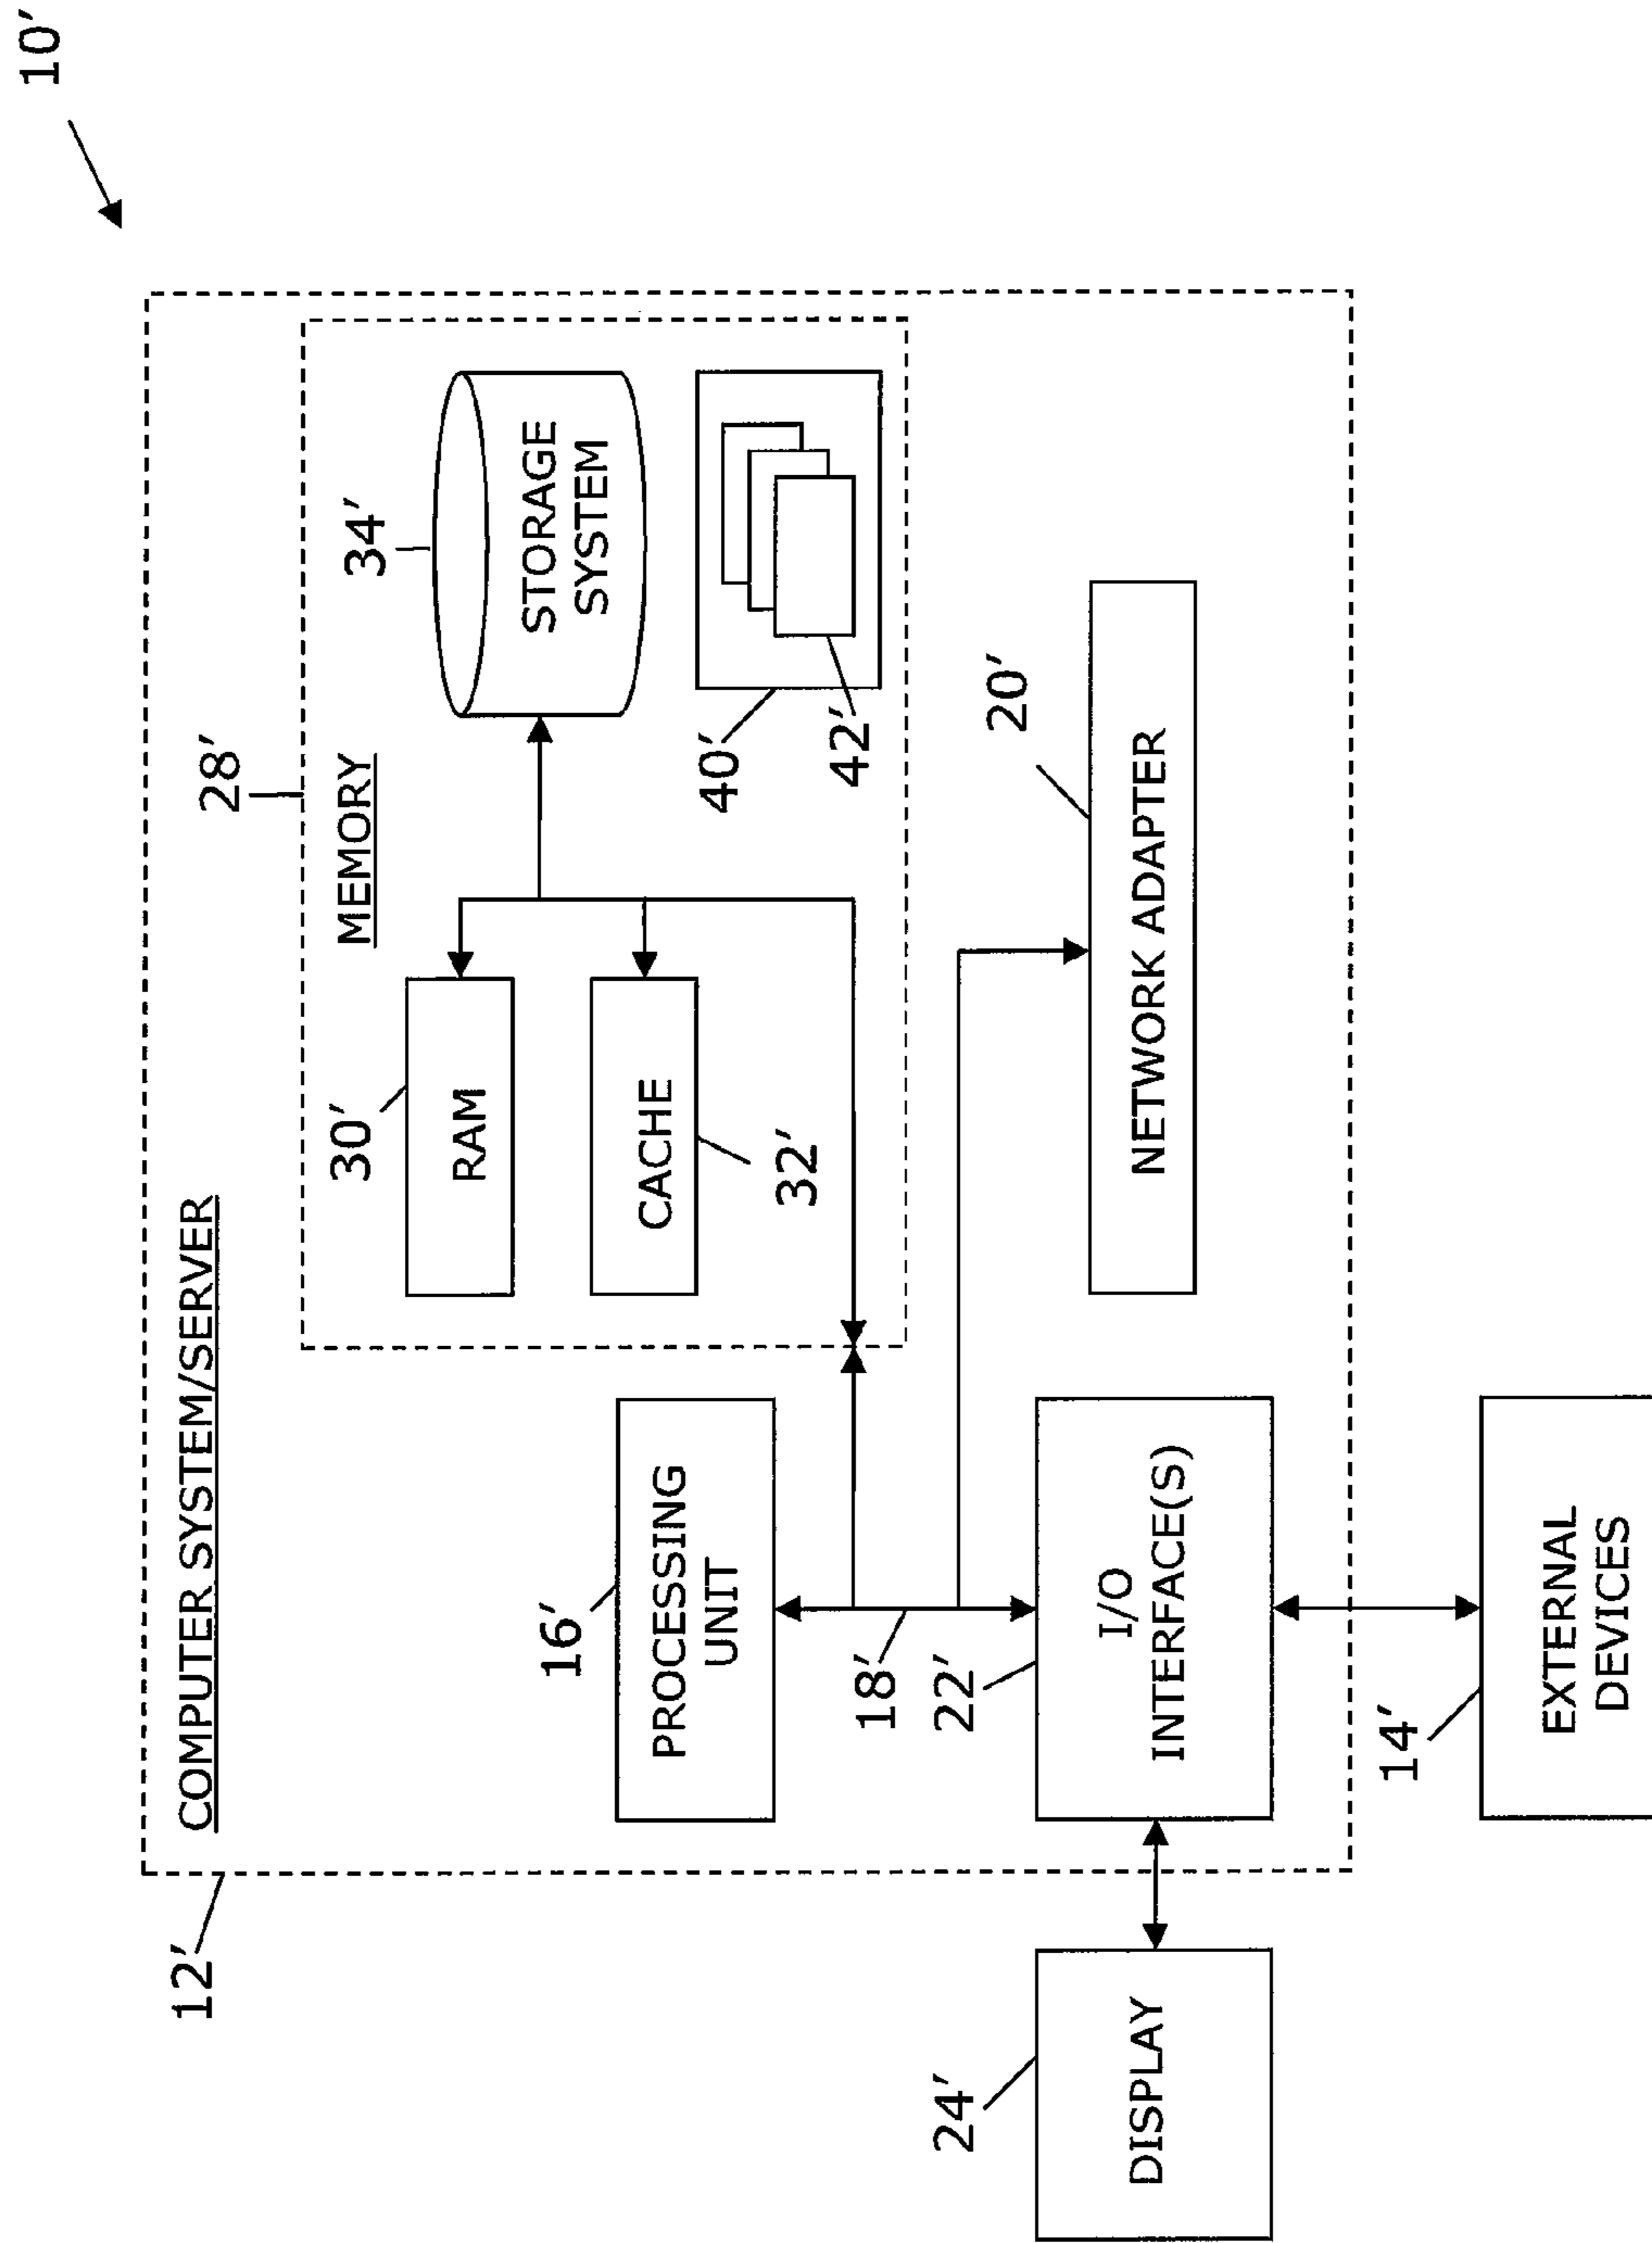 10′
COMPUTER SYSTEM/SERVER
12′
28′
MEMORY
30′
RAM
34′
STORAGE
SYSTEM
CACHE
32′
40′
42′
16′
PROCESSING
UNIT
18′
20′
NETWORK ADAPTER
22′
I/O
INTERFACE(S)
24′
DISPLAY
14′
EXTERNAL
DEVICES